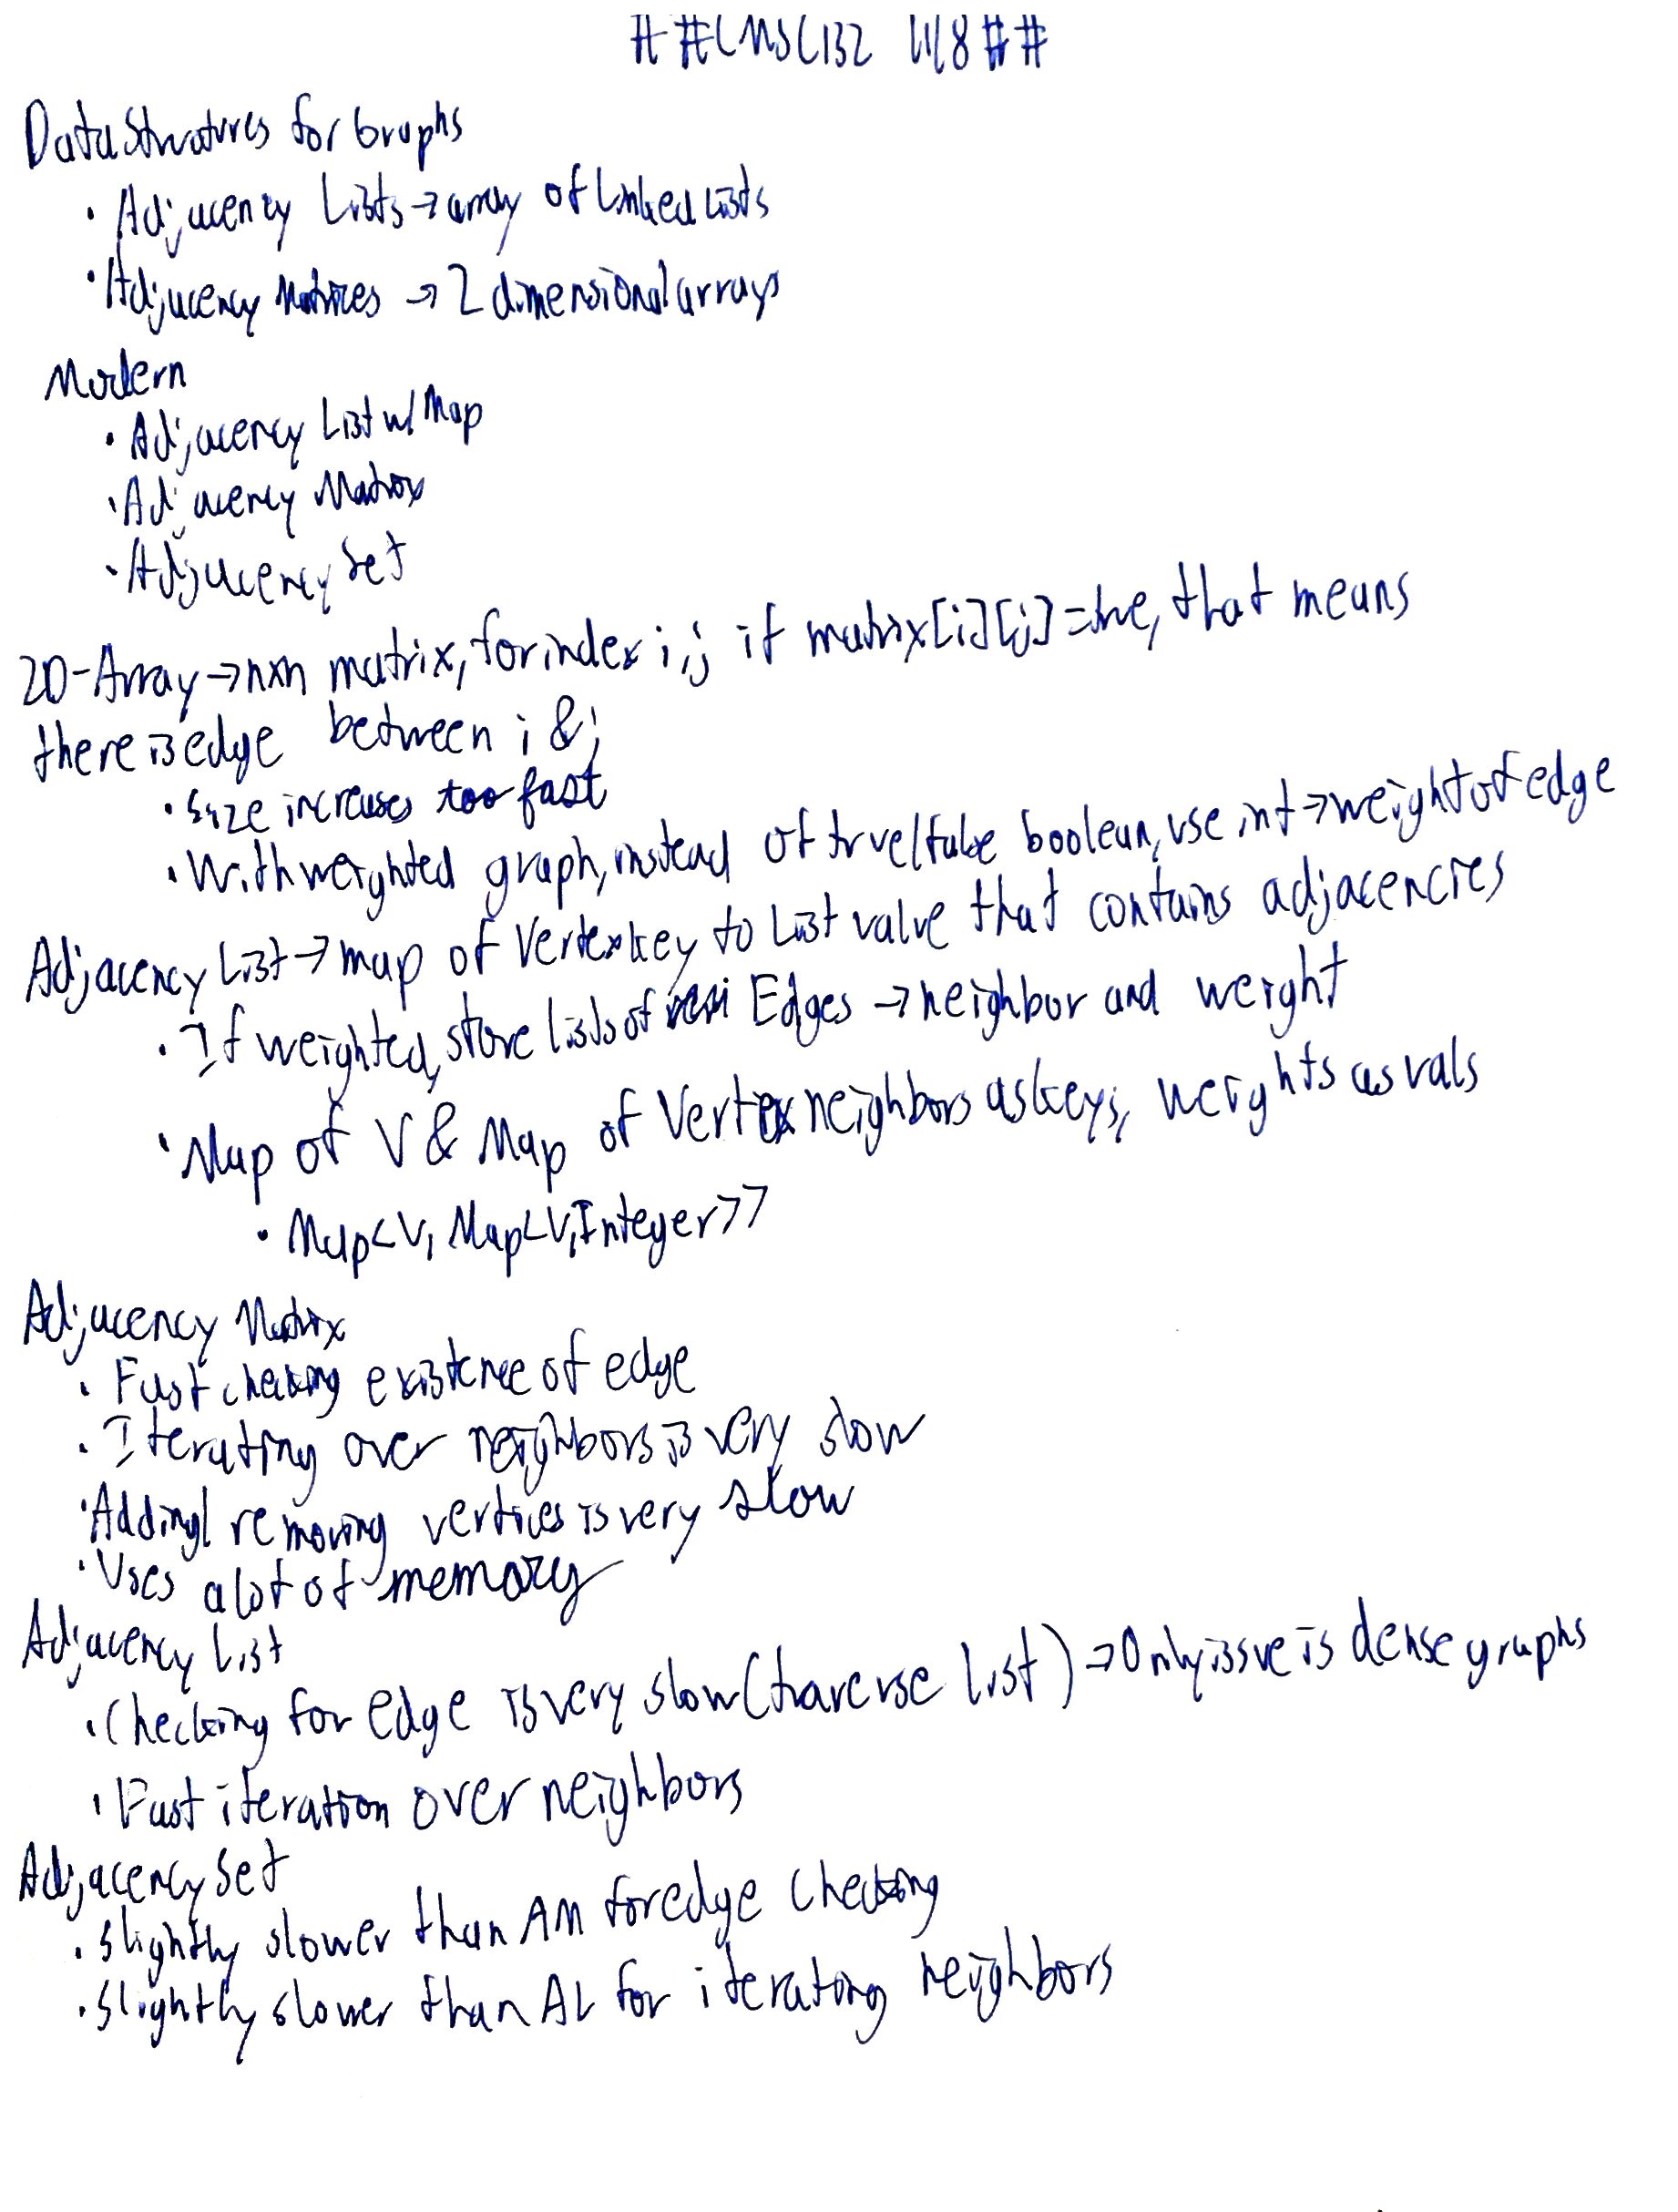 ##CMSC132 4/8##
Data Structures for Graphs
· Adjacency Lists → array of Linked Lists
· Adjacency Matrices → 2 dimensional arrays
Modern
· Adjacency List w/ Map
· Adjacency Matrix
· Adjacency Set
2D-Array → nxn matrix, for index i,j if matrix[i][j]=true, that means
there is edge between i & j
· Size increases too fast
· With weighted graph, instead of true/false boolean, use int → weight of edge
Adjacency List → map of Vertex key to List value that contains adjacencies
· If weighted, store lists of Edges → neighbor and weight
· Map of V & Map of Vertex neighbors as keys, weights as vals
· Map<V, Map<V, Integer>>
Adjacency Matrix
· Fast checking existence of edge
· Iterating over neighbors is very slow
· Adding/removing vertices is very slow
· Uses a lot of memory
Adjacency List
· Checking for edge is very slow (traverse list) → Only issue is dense graphs
· Fast iteration over neighbors
Adjacency Set
· slightly slower than AM for edge checking
· slightly slower than AL for iterating neighbors